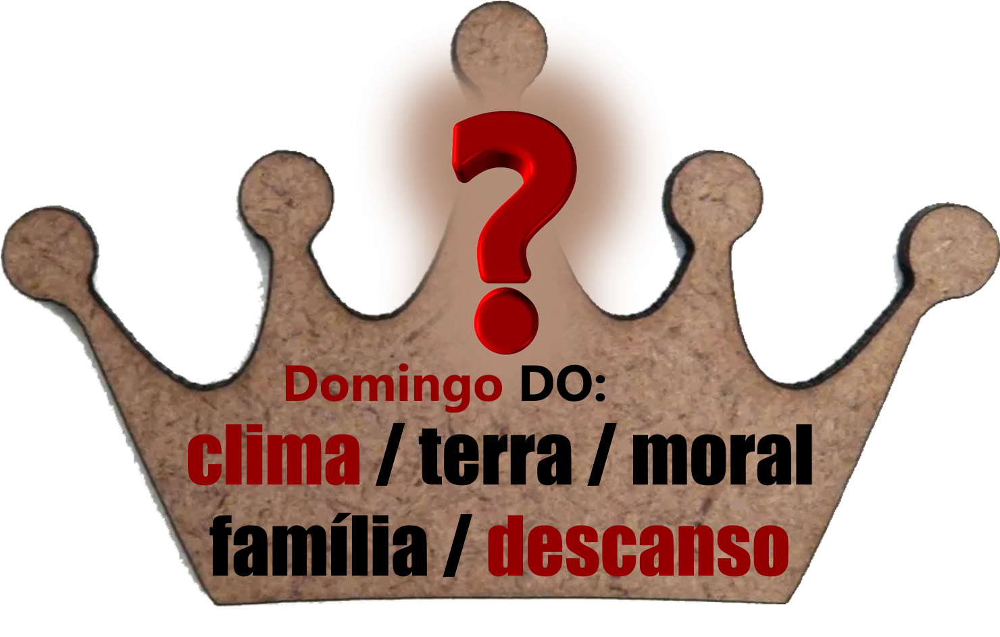 ?
Domingo DO:
clima / terra / moral
família / descanso